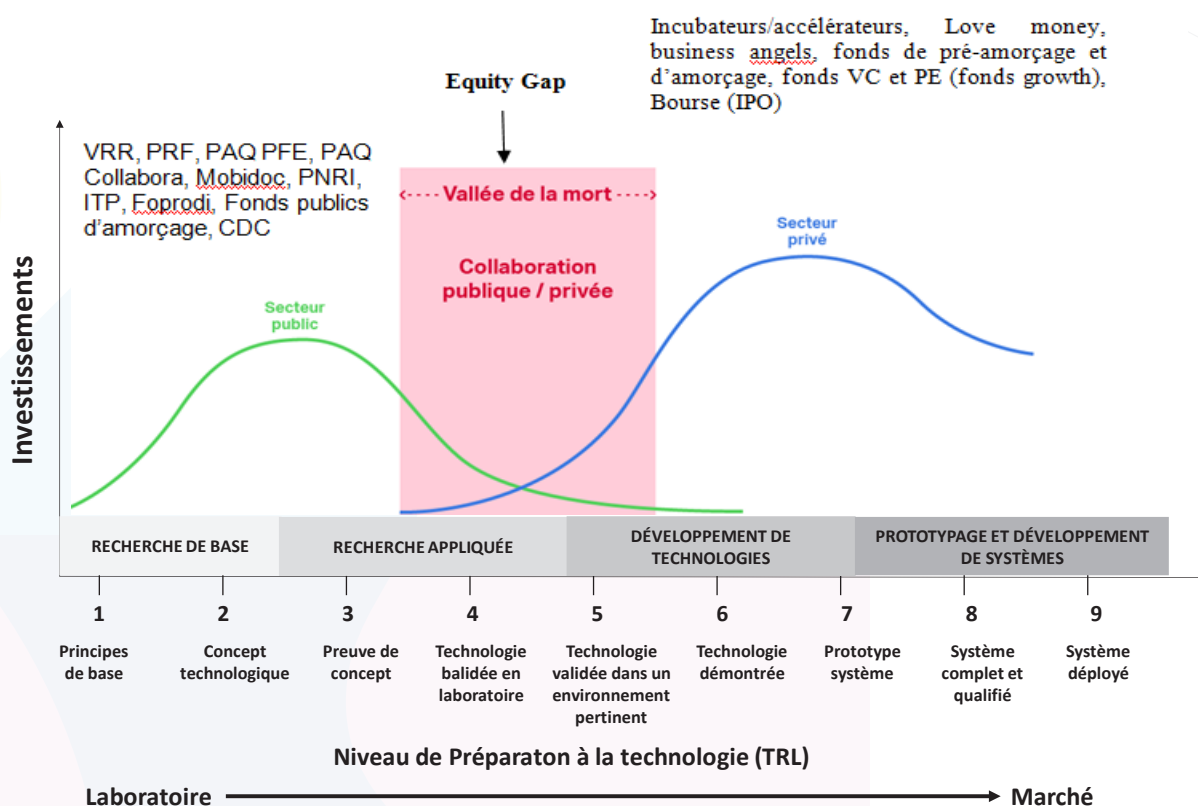 Incubateurs/accélérateurs, Love money,
business angels, fonds de pré-amorçage et
d'amorçage, fonds VC et PE (fonds growth),
Bourse (IPO)
Equity Gap
VRR, PRF, PAQ PFE, PAQ
Collabora, Mobidoc, PNRI,
ITP, Foprodi, Fonds publics
d'amorçage, CDC
Vallée de la mort
Collaboration
publique / privée
Secteur
privé
Secteur
public
Investissements
RECHERCHE DE BASE
RECHERCHE APPLIQUÉE
DÉVELOPPEMENT DE
TECHNOLOGIES
PROTOTYPAGE ET DÉVELOPPEMENT
DE SYSTÈMES
1
2
3
4
5
6
7
8
9
Principes
de base
Concept
technologique
Preuve de
concept
Technologie
balidée en
laboratoire
Technologie
validée dans un
environnement
pertinent
Technologie
démontrée
Prototype
système
Système
complet et
qualifié
Système
déployé
Niveau de Préparaton à la technologie (TRL)
Laboratoire
Marché